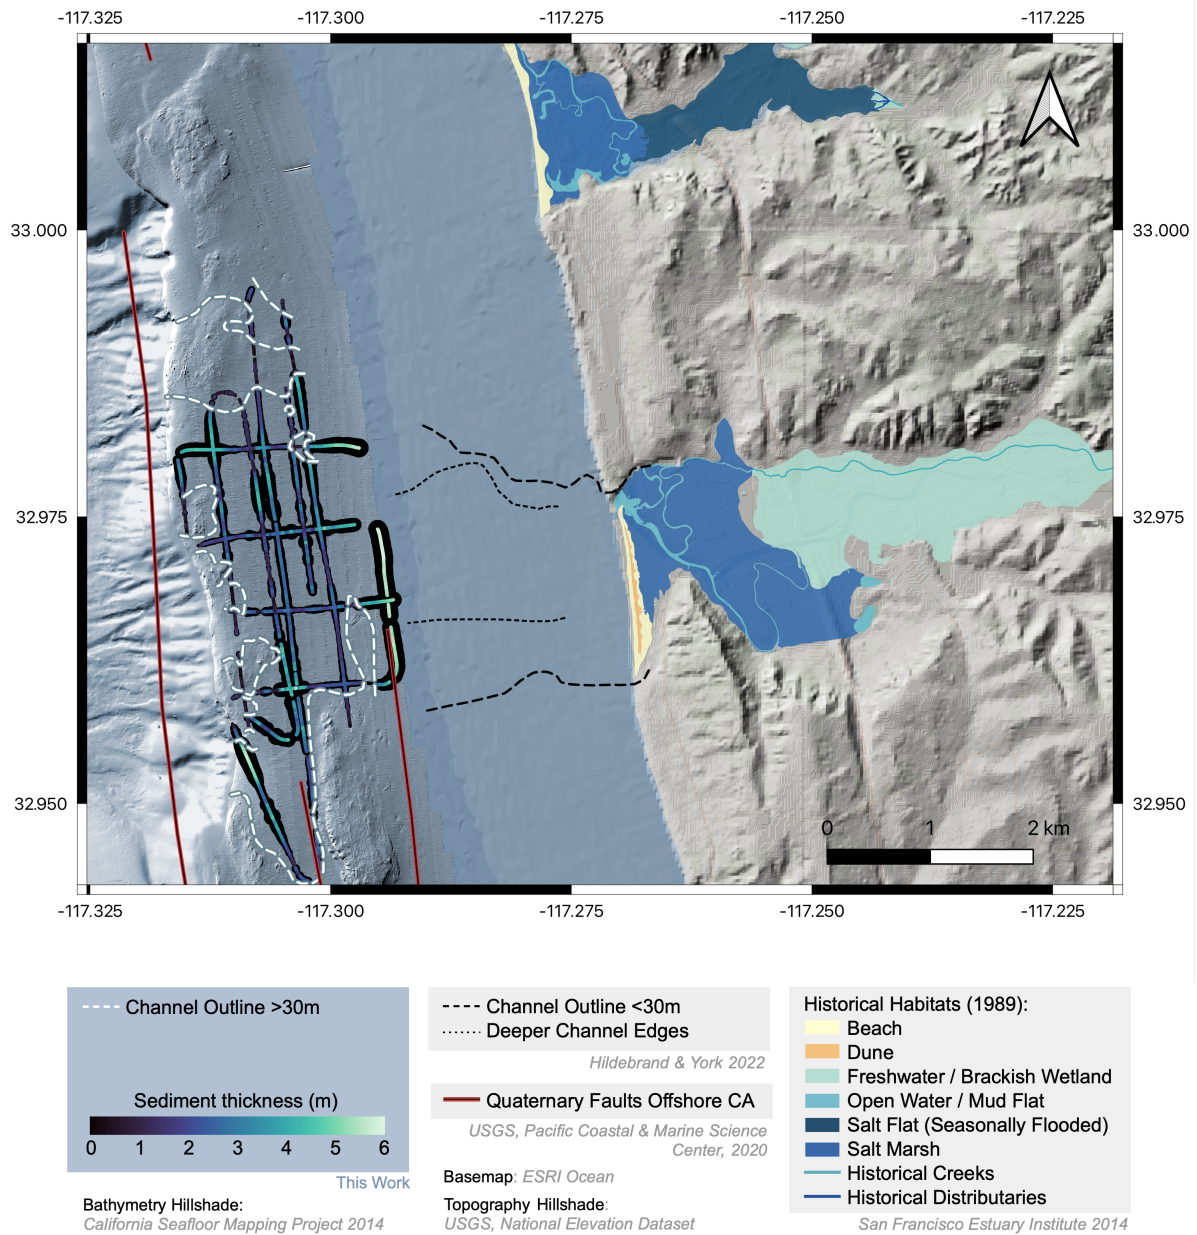 -117.325 -117.300 -117.275 -117.250 -117.225
33.000 33.000
32.975 32.975
32.950 32.950
0 1 2 km
-117.325 -117.300 -117.275 -117.250 -117.225
Channel Outline >30m
Sediment thickness (m)
0 1 2 3 4 5 6
This Work
Bathymetry Hillshade:
California Seafloor Mapping Project 2014
Channel Outline <30m
Deeper Channel Edges
Hildebrand & York 2022
Quaternary Faults Offshore CA
USGS, Pacific Coastal & Marine Science
Center, 2020
Basemap: ESRI Ocean
Topography Hillshade:
USGS, National Elevation Dataset
Historical Habitats (1989):
Beach
Dune
Freshwater / Brackish Wetland
Open Water / Mud Flat
Salt Flat (Seasonally Flooded)
Salt Marsh
Historical Creeks
Historical Distributaries
San Francisco Estuary Institute 2014